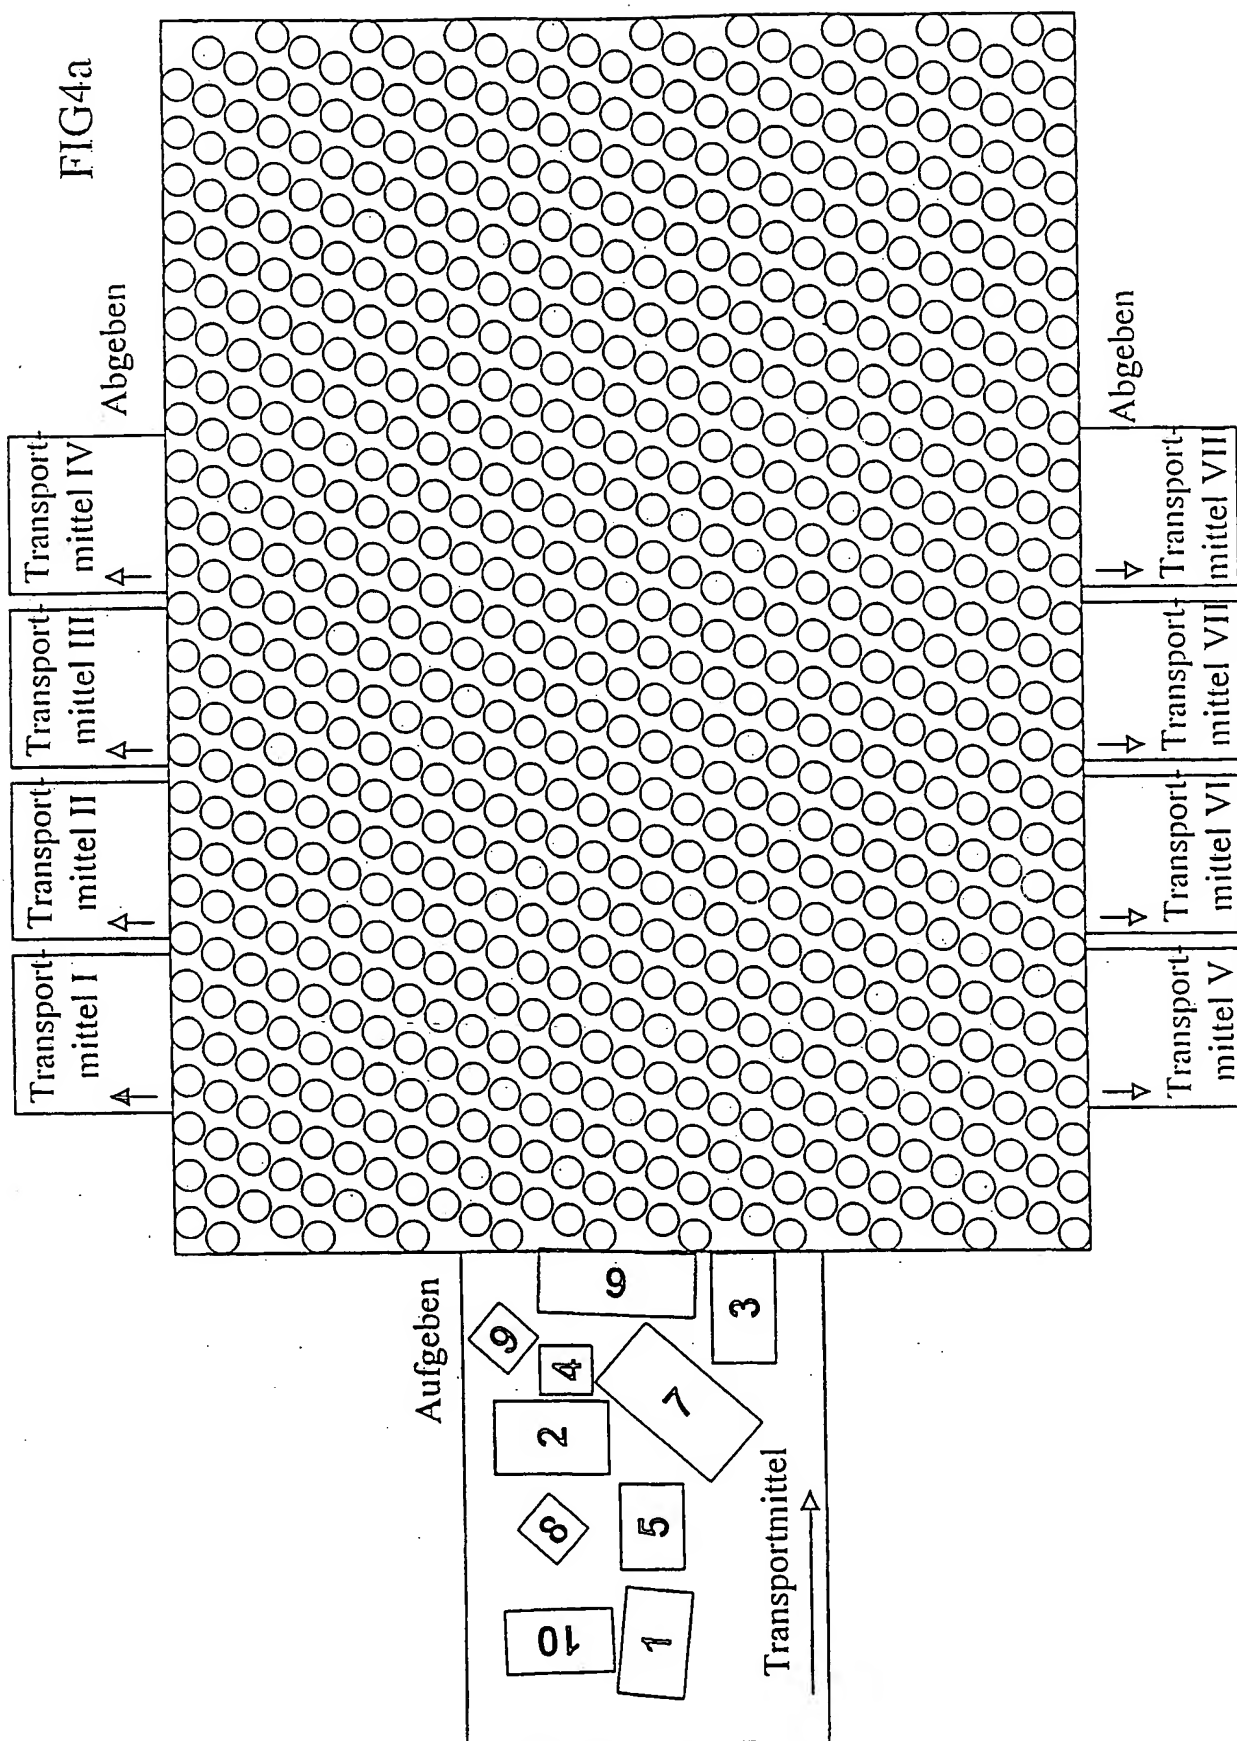 Transport-
mittel I
Transport-
mittel II
Transport-
mittel III
Transport-
mittel IV
FIG4a
Abgeben
Aufgeben
10
8
2
9
4
6
1
5
7
3
Transportmittel
Transport-
mittel V
Transport-
mittel VI
Transport-
mittel VII
Transport-
mittel VII
Abgeben